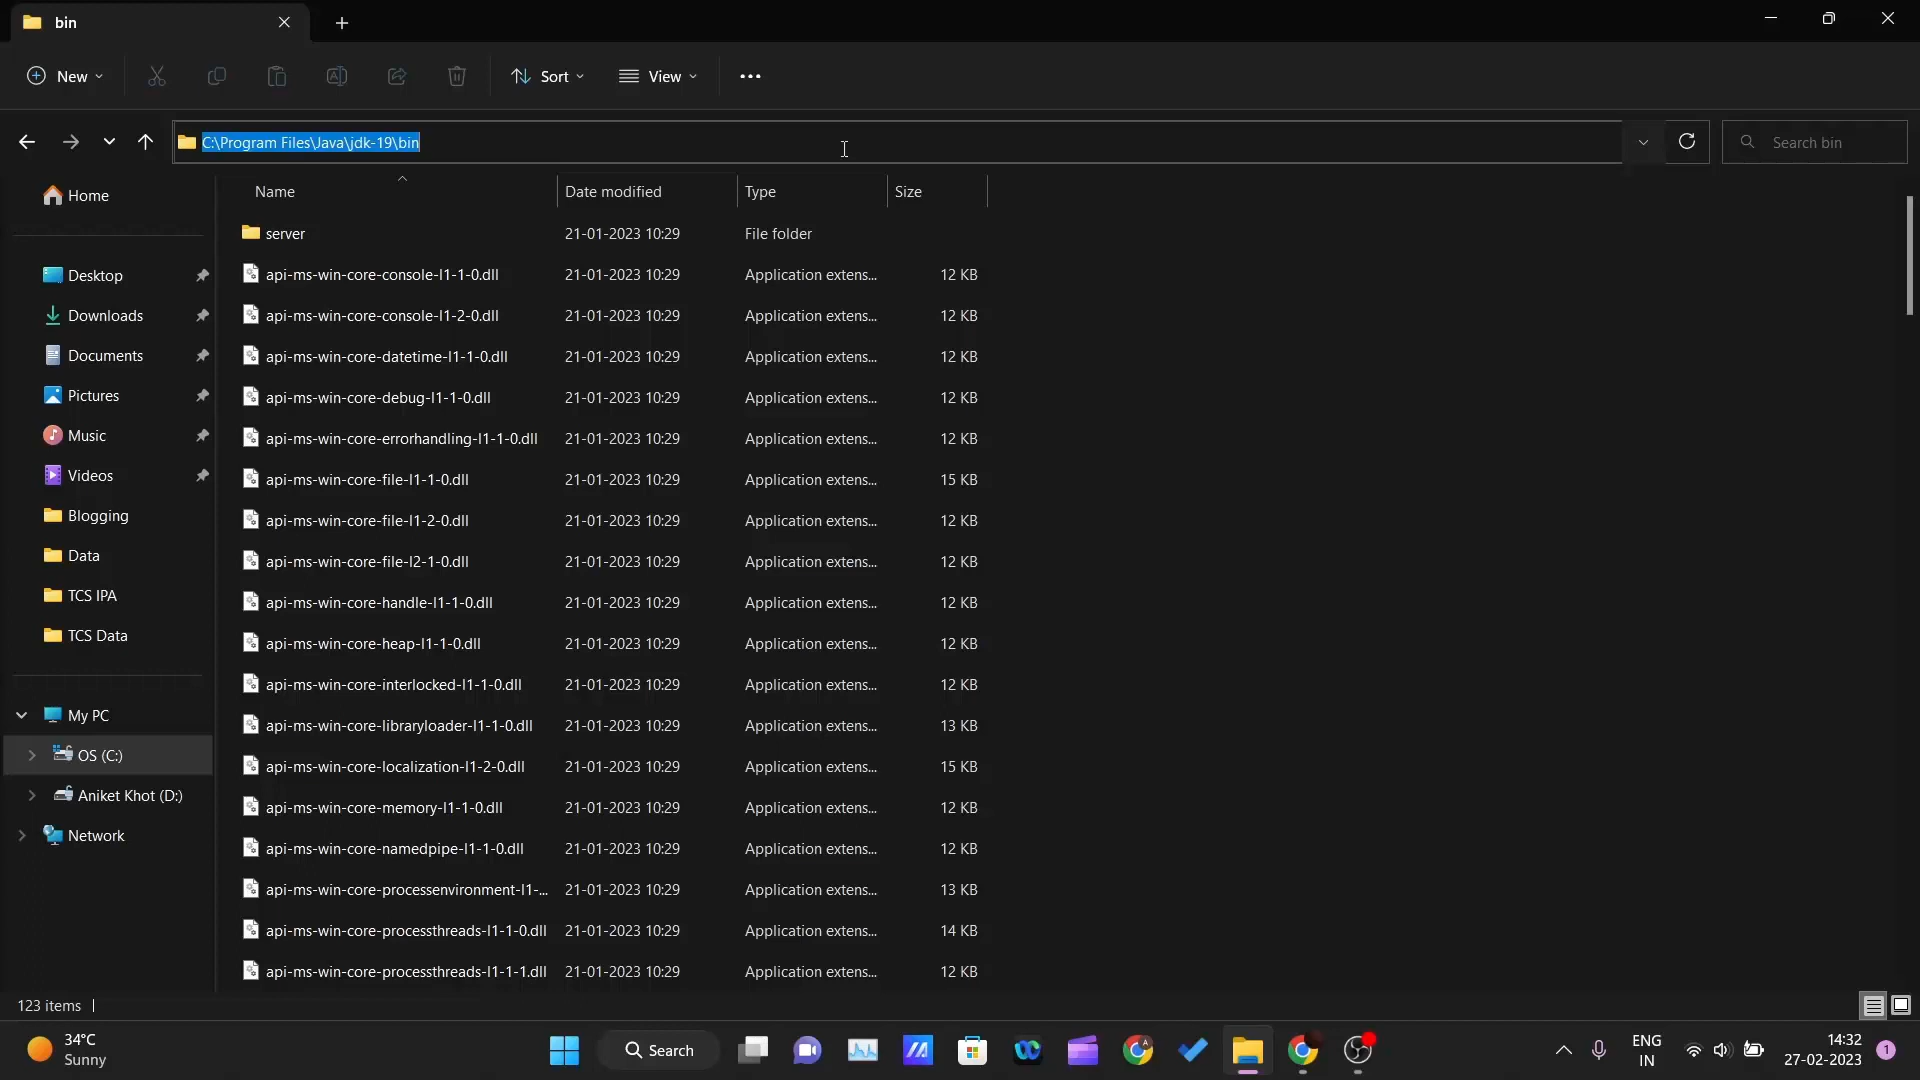 bin
New
Sort
View
C:\Program Files\Java\jdk-19\bin
Search bin
Name Date modified Type Size
Home
Desktop
Downloads
Documents
Pictures
Music
Videos
Blogging
Data
TCS IPA
TCS Data
My PC
OS (C:)
Aniket Khot (D:)
Network
server 21-01-2023 10:29 File folder
api-ms-win-core-console-l1-1-0.dll 21-01-2023 10:29 Application extens... 12 KB
api-ms-win-core-console-l1-2-0.dll 21-01-2023 10:29 Application extens... 12 KB
api-ms-win-core-datetime-l1-1-0.dll 21-01-2023 10:29 Application extens... 12 KB
api-ms-win-core-debug-l1-1-0.dll 21-01-2023 10:29 Application extens... 12 KB
api-ms-win-core-errorhandling-l1-1-0.dll 21-01-2023 10:29 Application extens... 12 KB
api-ms-win-core-file-l1-1-0.dll 21-01-2023 10:29 Application extens... 15 KB
api-ms-win-core-file-l1-2-0.dll 21-01-2023 10:29 Application extens... 12 KB
api-ms-win-core-file-l2-1-0.dll 21-01-2023 10:29 Application extens... 12 KB
api-ms-win-core-handle-l1-1-0.dll 21-01-2023 10:29 Application extens... 12 KB
api-ms-win-core-heap-l1-1-0.dll 21-01-2023 10:29 Application extens... 12 KB
api-ms-win-core-interlocked-l1-1-0.dll 21-01-2023 10:29 Application extens... 12 KB
api-ms-win-core-libraryloader-l1-1-0.dll 21-01-2023 10:29 Application extens... 13 KB
api-ms-win-core-localization-l1-2-0.dll 21-01-2023 10:29 Application extens... 15 KB
api-ms-win-core-memory-l1-1-0.dll 21-01-2023 10:29 Application extens... 12 KB
api-ms-win-core-namedpipe-l1-1-0.dll 21-01-2023 10:29 Application extens... 12 KB
api-ms-win-core-processenvironment-l1-... 21-01-2023 10:29 Application extens... 13 KB
api-ms-win-core-processthreads-l1-1-0.dll 21-01-2023 10:29 Application extens... 14 KB
api-ms-win-core-processthreads-l1-1-1.dll 21-01-2023 10:29 Application extens... 12 KB
123 items
34°C
Sunny
Search
ENG
IN
14:32
27-02-2023
1